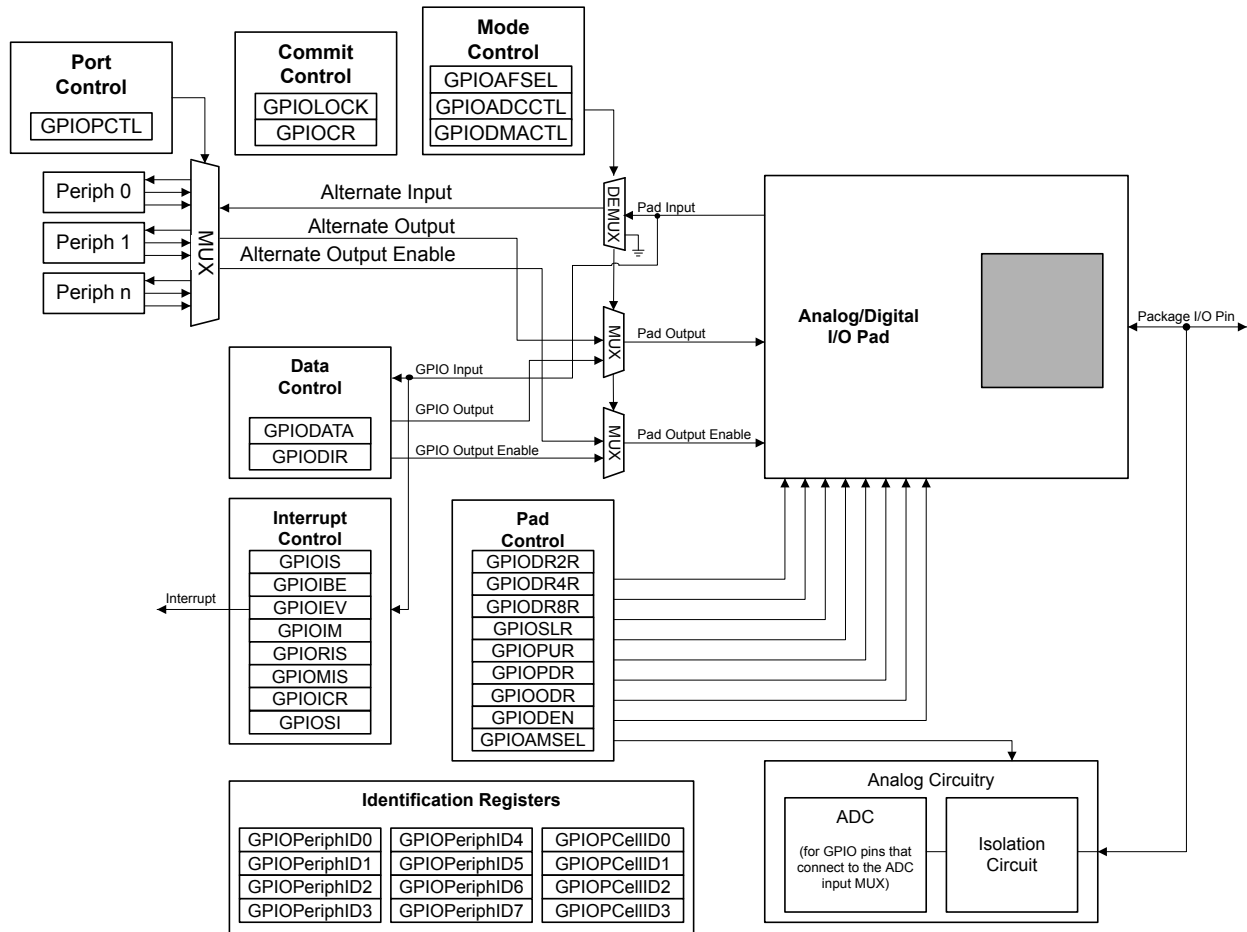 Port
Control
GPIOPCTL
Commit
Control
GPIOLOCK
GPIOCR
Mode
Control
GPIOAFSEL
GPIOADCCTL
GPIODMACTL
Periph 0
Periph 1
Periph n
MUX
Alternate Input
Alternate Output
Alternate Output Enable
DEMUX
Pad Input
MUX
Pad Output
MUX
Pad Output Enable
Analog/Digital
I/O Pad
Package I/O Pin
Data
Control
GPIODATA
GPIODIR
GPIO Input
GPIO Output
GPIO Output Enable
Interrupt
Control
GPIOIS
GPIOIBE
GPIOIEV
GPIOIM
GPIORIS
GPIOMIS
GPIOICR
GPIOSI
Interrupt
Pad
Control
GPIODR2R
GPIODR4R
GPIODR8R
GPIOSLR
GPIOPUR
GPIOPDR
GPIOODR
GPIODEN
GPIOAMSEL
Analog Circuitry
ADC
(for GPIO pins that
connect to the ADC
input MUX)
Isolation
Circuit
Identification Registers
GPIOPeriphID0
GPIOPeriphID1
GPIOPeriphID2
GPIOPeriphID3
GPIOPeriphID4
GPIOPeriphID5
GPIOPeriphID6
GPIOPeriphID7
GPIOPCellID0
GPIOPCellID1
GPIOPCellID2
GPIOPCellID3